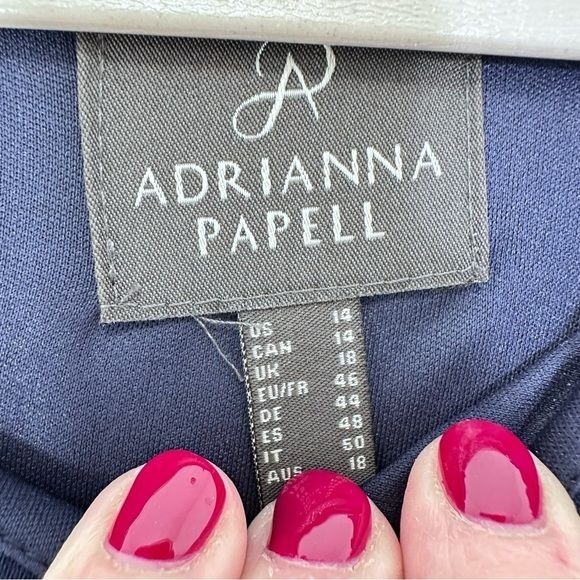 AP
ADRIANNA
PAPELL
US 14
CAN 14
UK 18
EU/FR 46
DE 44
ES 48
IT 50
AUS 18